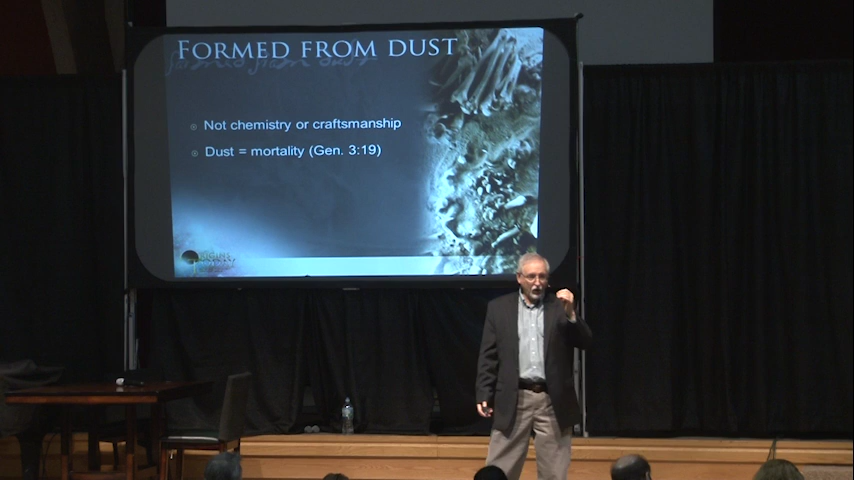 FORMED FROM DUST
Not chemistry or craftsmanship
Dust = mortality (Gen. 3:19)